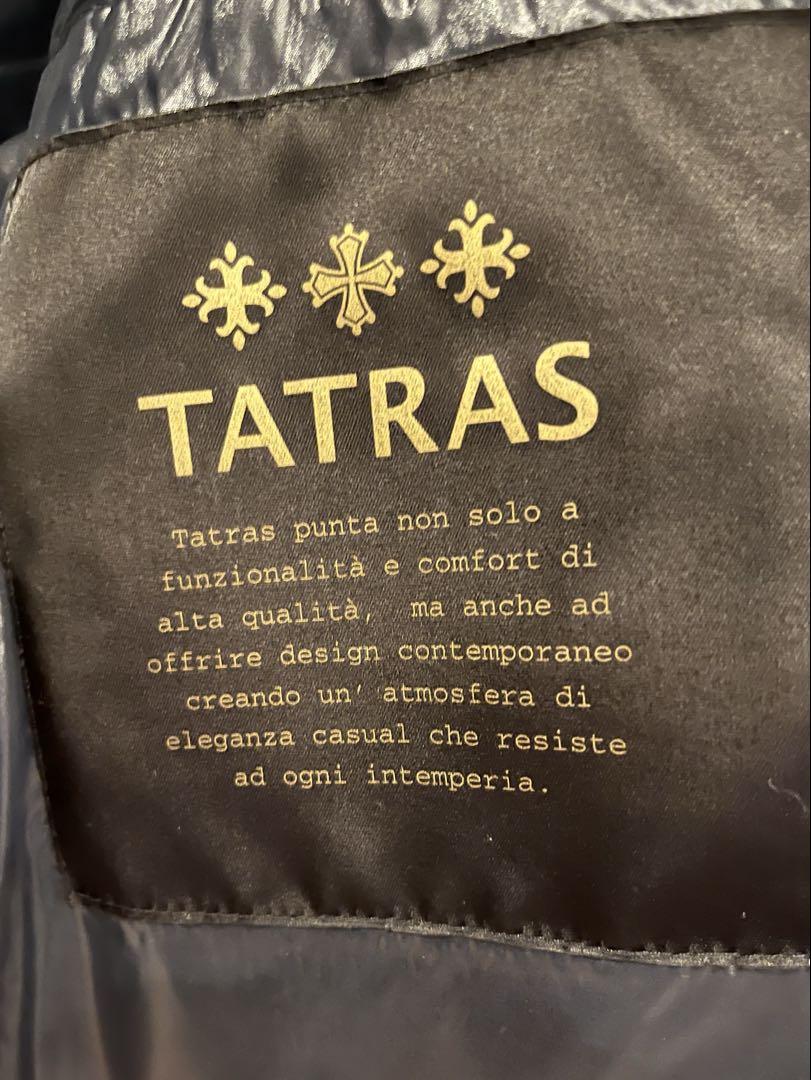 TATRAS
Tatras punta non solo a
funzionalità e comfort di
alta qualità, ma anche ad
offrire design contemporaneo
creando un' atmosfera di
eleganza casual che resiste
ad ogni intemperia.